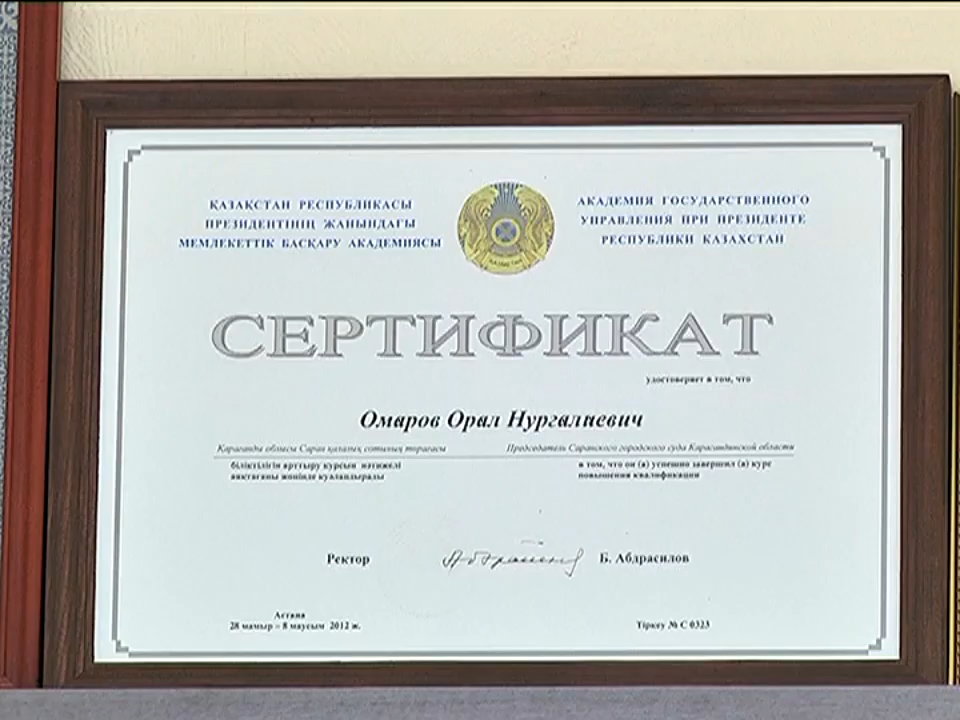 ҚАЗАҚСТАН РЕСПУБЛИКАСЫ
ПРЕЗИДЕНТІНІҢ ЖАНЫНДАҒЫ
МЕМЛЕКЕТТІК БАСҚАРУ АКАДЕМИЯСЫ
АКАДЕМИЯ ГОСУДАРСТВЕННОГО
УПРАВЛЕНИЯ ПРИ ПРЕЗИДЕНТЕ
РЕСПУБЛИКИ КАЗАХСТАН
СЕРТИФИКАТ
удостоверяет в том, что
Омаров Орал Нургалиевич
Караганды облысы Саран қалалық сотының төрағасы
Председатель Саранского городского суда Карагандинской области
біліктілігін арттыру курсын нәтижелі
аяқтағаны жөнінде куәландырады
в том, что он (а) успешно завершил (а) курс
повышения квалификации
Ректор
Б. Абдрасилов
Астана
28 мамыр – 8 маусым 2012 ж.
Тіркеу № С 0323